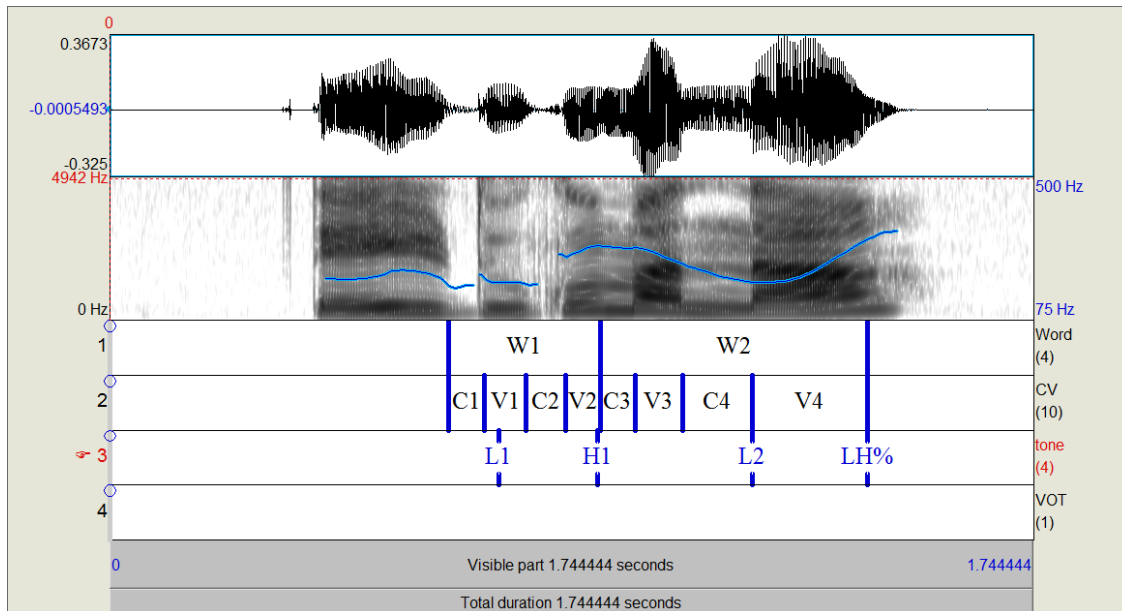 0
0.3673
-0.0005493
-0.325
4942 Hz
0 Hz
500 Hz
75 Hz
1 W1 W2 Word (4)
2 C1 V1 C2 V2 C3 V3 C4 V4 CV (10)
3 L1 H1 L2 LH% tone (4)
4 VOT (1)
0 Visible part 1.744444 seconds 1.744444
Total duration 1.744444 seconds